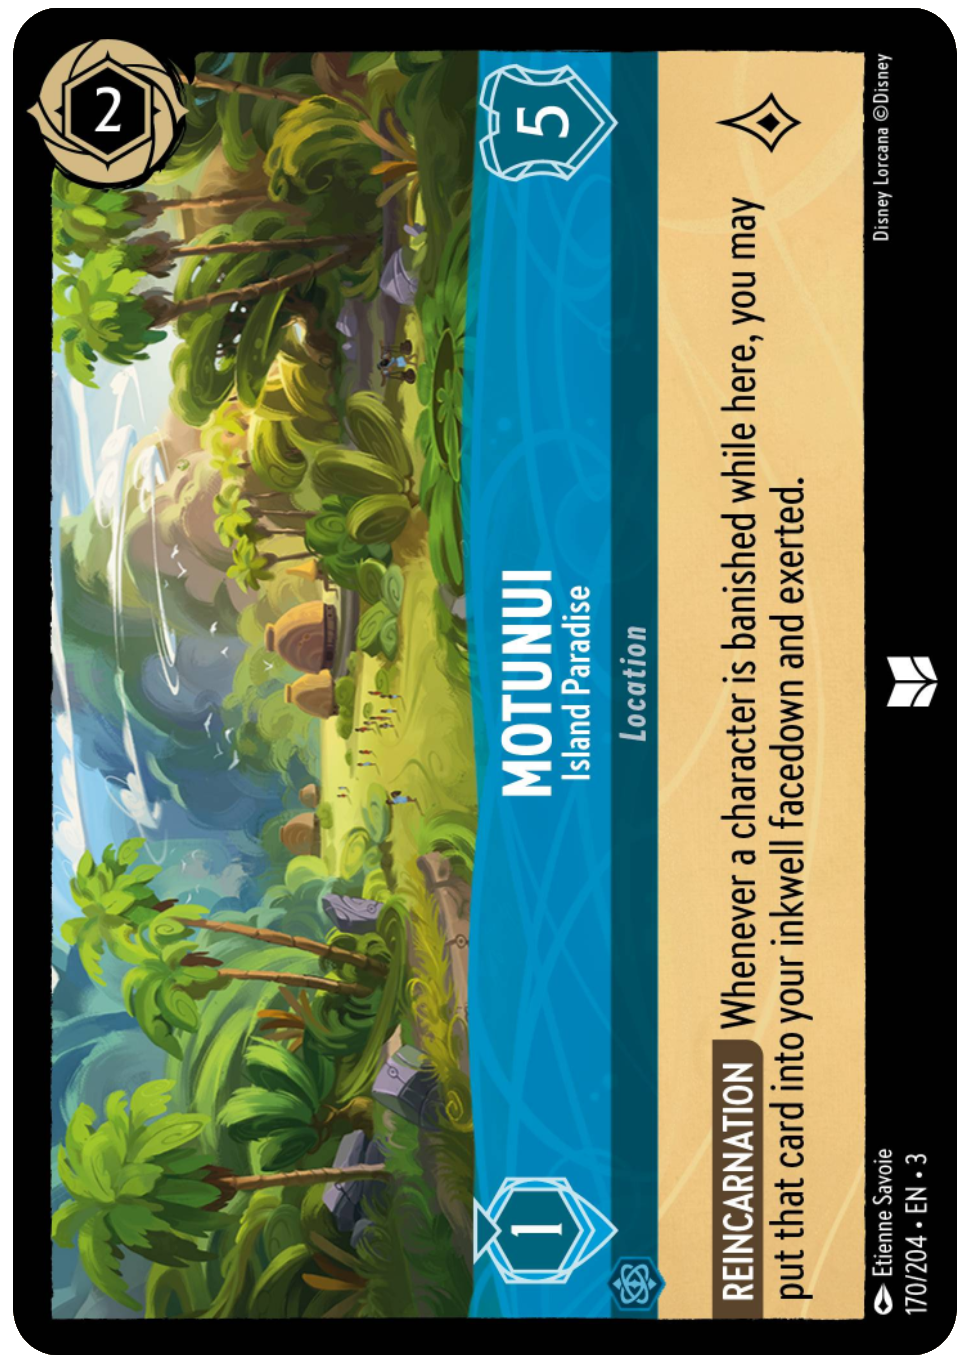 2
5
MOTUNUI
Island Paradise
1
Location
REINCARNATION Whenever a character is banished while here, you may
put that card into your inkwell facedown and exerted.
Etienne Savoie
170/204 • EN • 3
Disney Lorcana ©Disney